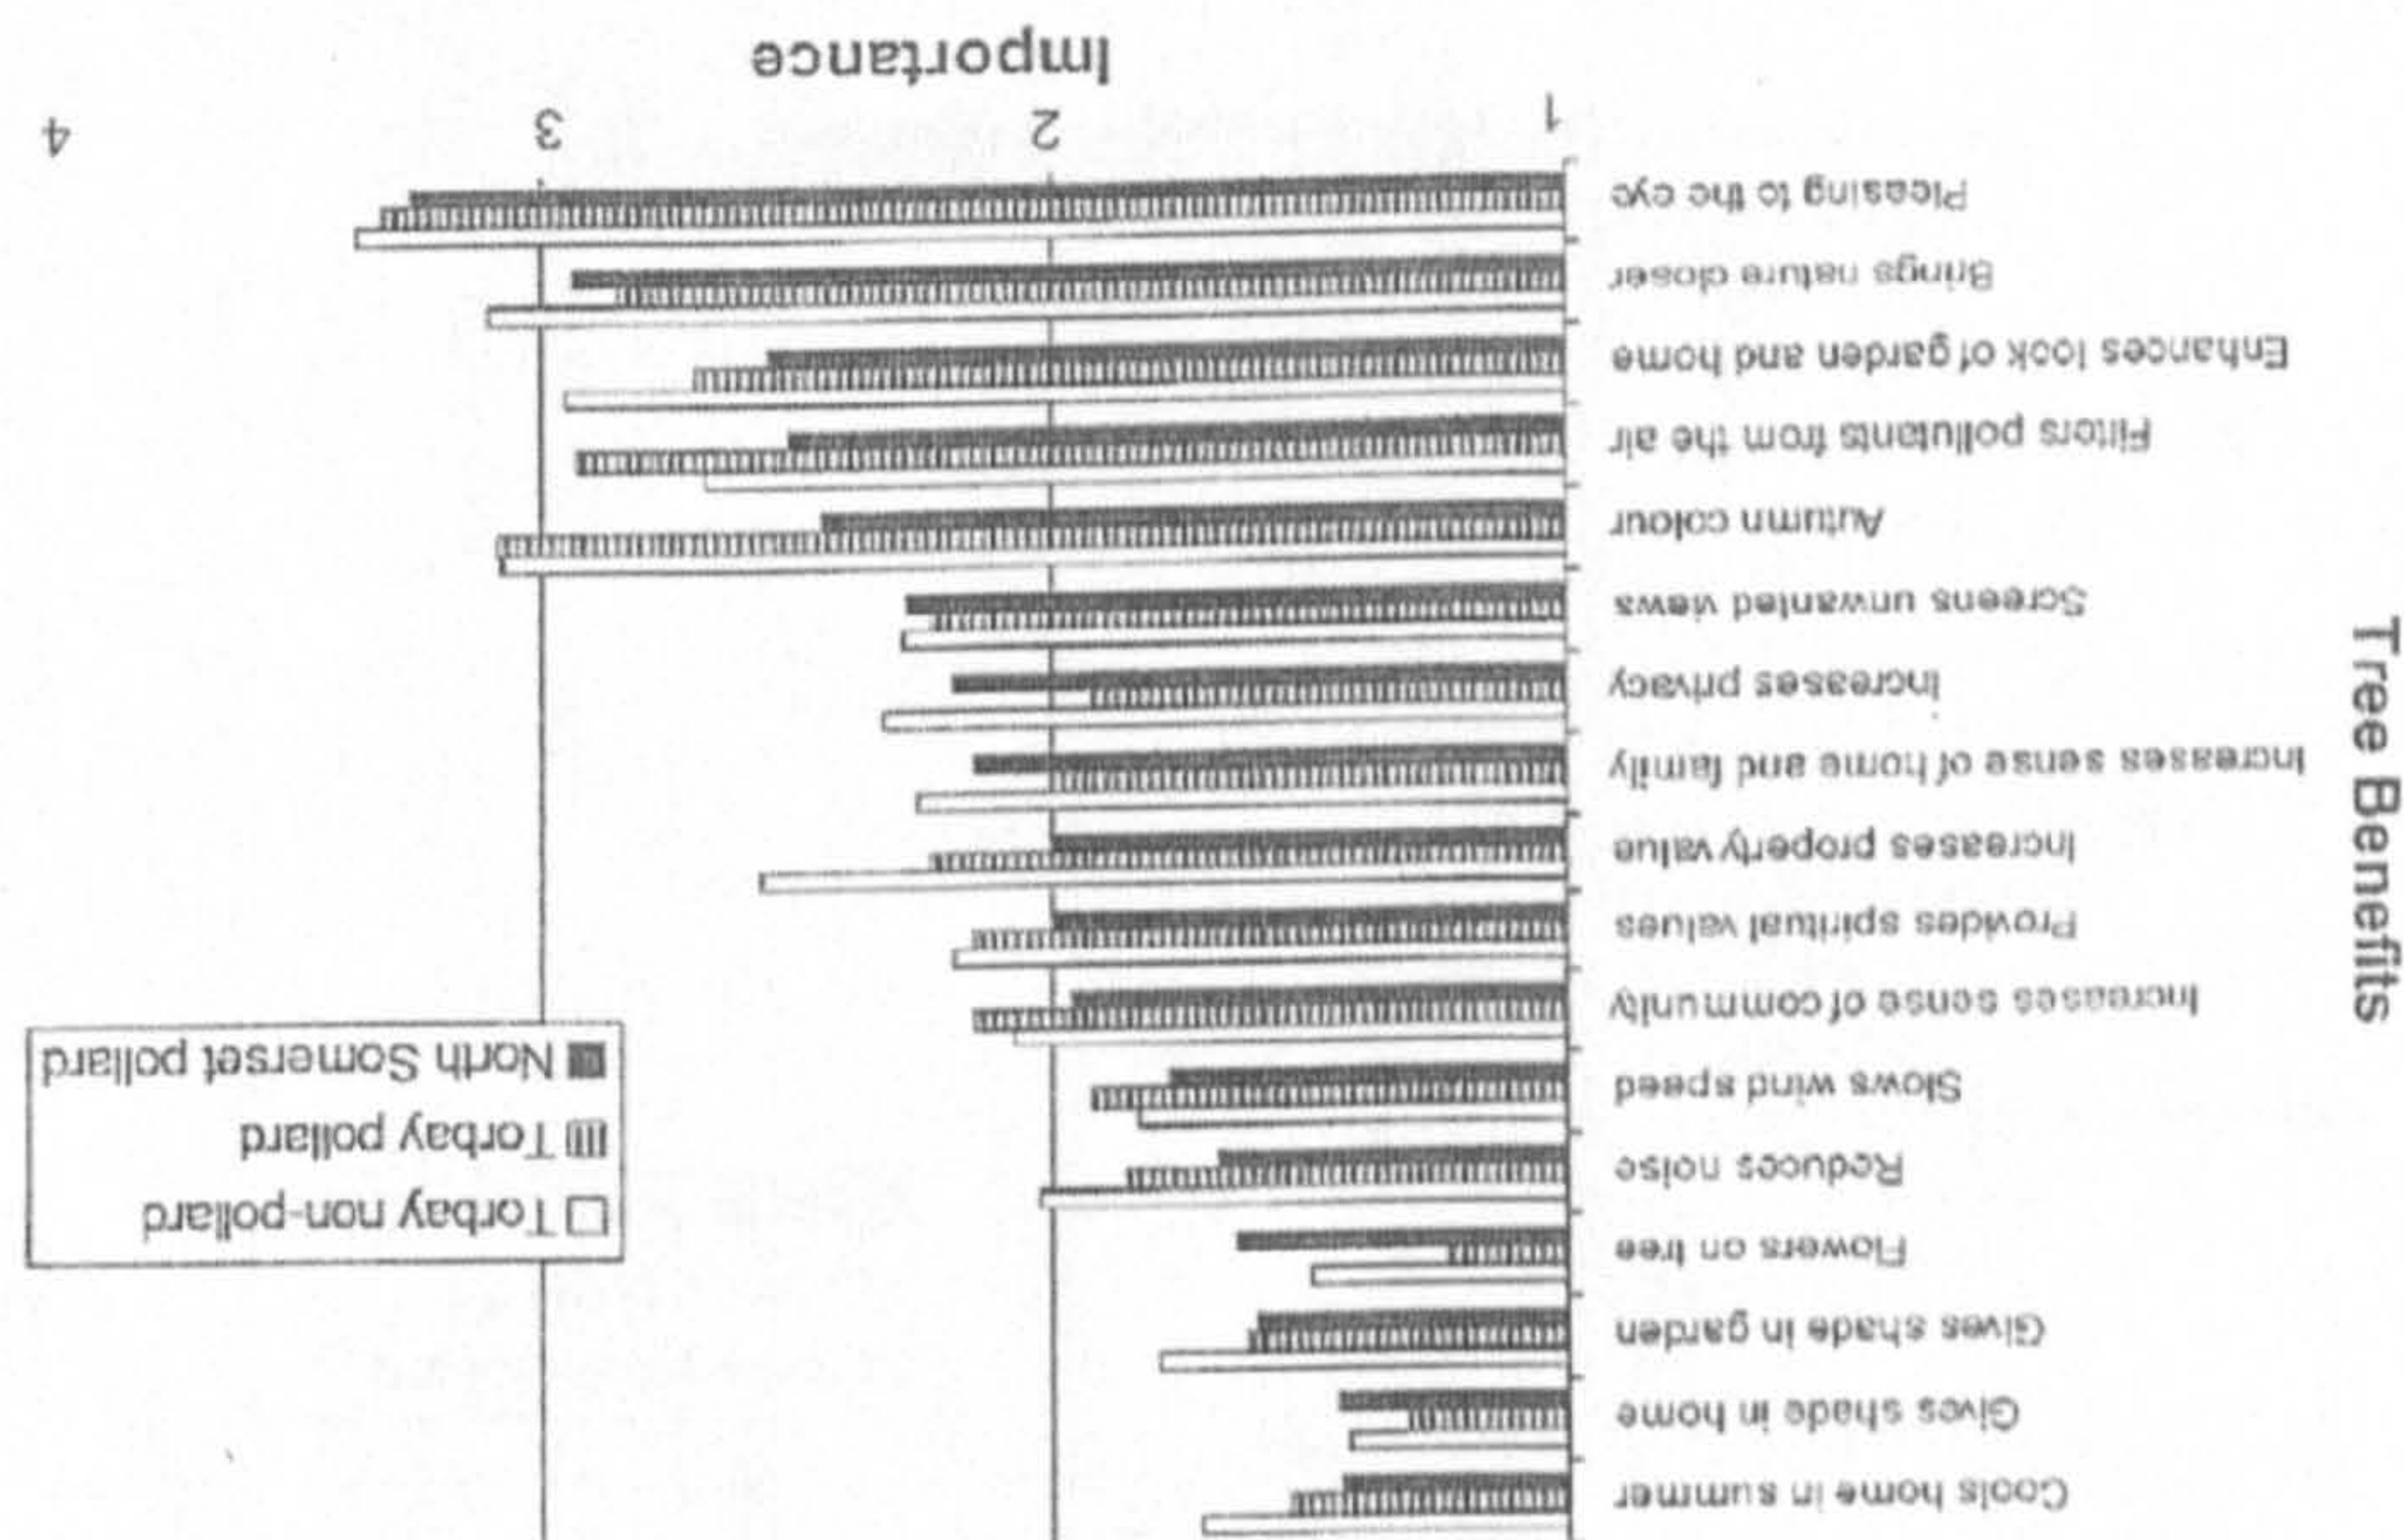 Tree Benefits
Cools home in summer
Gives shade in home
Gives shade in garden
Flowers on tree
Reduces noise
Slows wind speed
Increases sense of community
Provides spiritual values
Increases property value
Increases sense of home and family
Increases privacy
Screens unwanted views
Autumn colour
Filters pollutants from the air
Enhances look of garden and home
Brings nature closer
Pleasing to the eye
Torbay non-pollard
Torbay pollard
North Somerset pollard
1 2 3 4
Importance